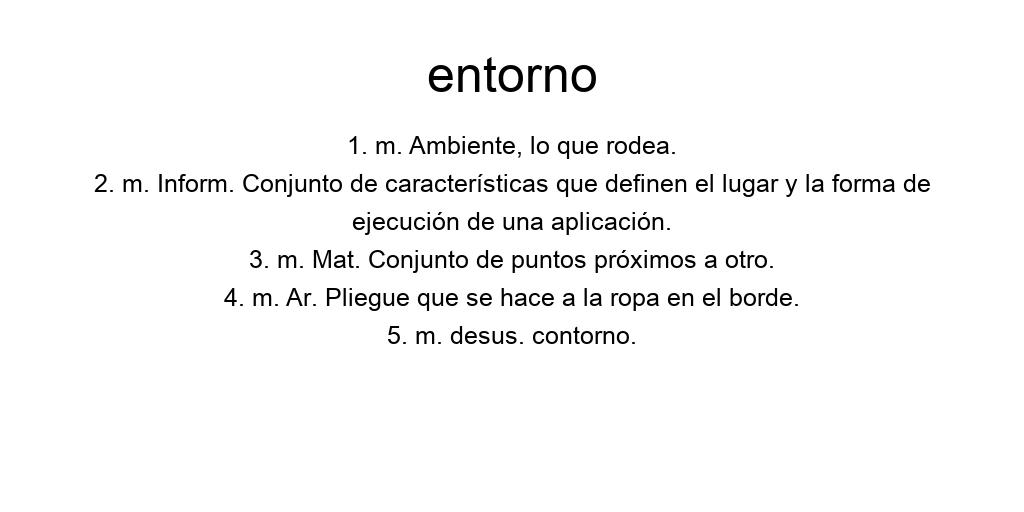 entorno
1. m. Ambiente, lo que rodea.
2. m. Inform. Conjunto de características que definen el lugar y la forma de
ejecución de una aplicación.
3. m. Mat. Conjunto de puntos próximos a otro.
4. m. Ar. Pliegue que se hace a la ropa en el borde.
5. m. desus. contorno.